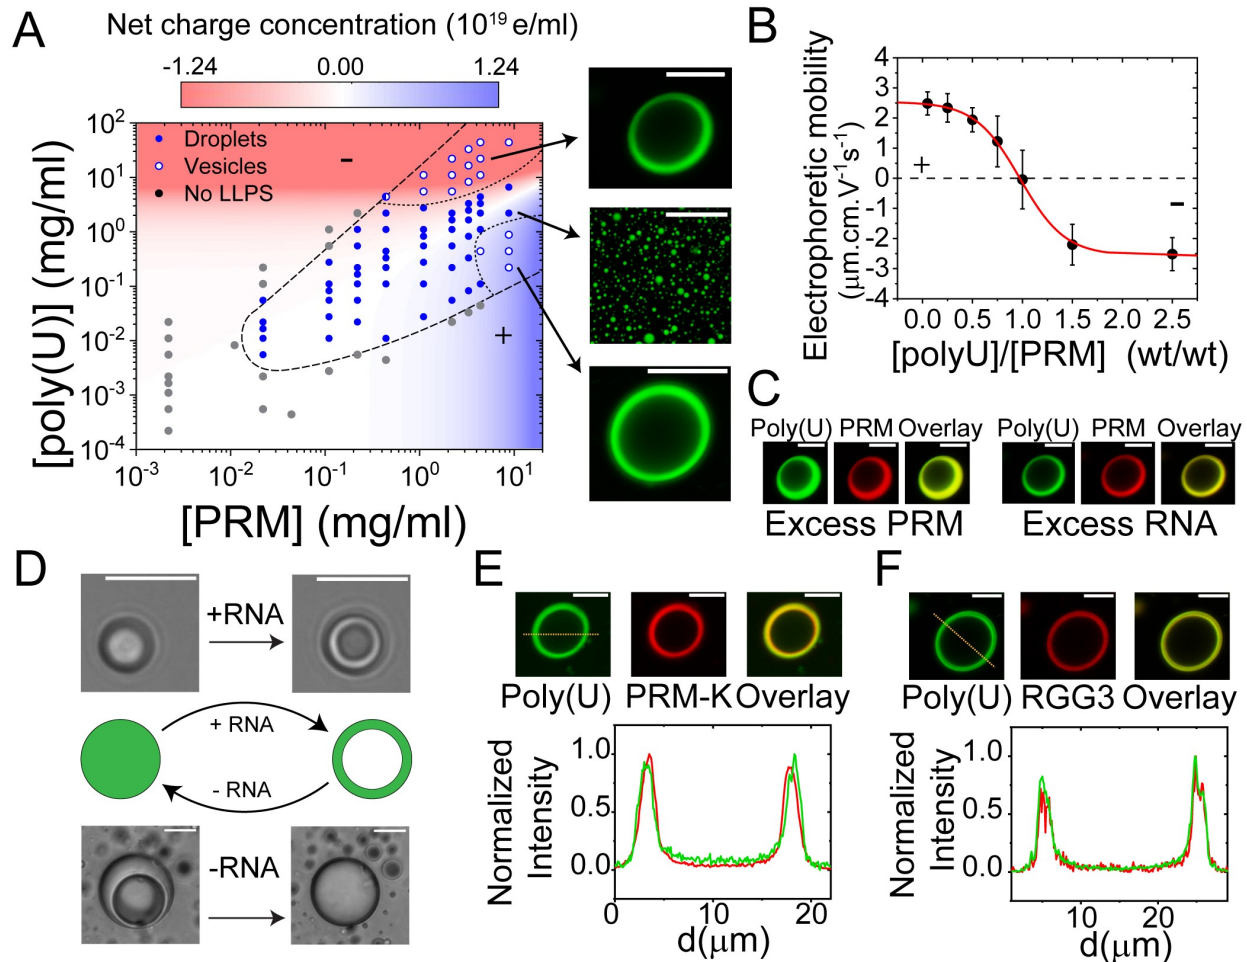 A
Net charge concentration (10¹⁹ e/ml)
-1.24 0.00 1.24
Droplets
Vesicles
No LLPS
-
+
10² 10¹ 10⁰ 10⁻¹ 10⁻² 10⁻³ 10⁻⁴
[poly(U)] (mg/ml)
10⁻³ 10⁻² 10⁻¹ 10⁰ 10¹
[PRM] (mg/ml)
B
Electrophoretic mobility
(μm.cm.V⁻¹s⁻¹)
4 3 2 1 0 -1 -2 -3 -4
+
-
0.0 0.5 1.0 1.5 2.0 2.5
[polyU]/[PRM] (wt/wt)
C
Poly(U) PRM Overlay
Excess PRM
Poly(U) PRM Overlay
Excess RNA
D
+RNA
+ RNA
- RNA
-RNA
E
Poly(U) PRM-K Overlay
Normalized
Intensity
1.0
0.5
0.0
0 10 20
d(μm)
F
Poly(U) RGG3 Overlay
Normalized
Intensity
1.0
0.5
0.0
10 20
d(μm)